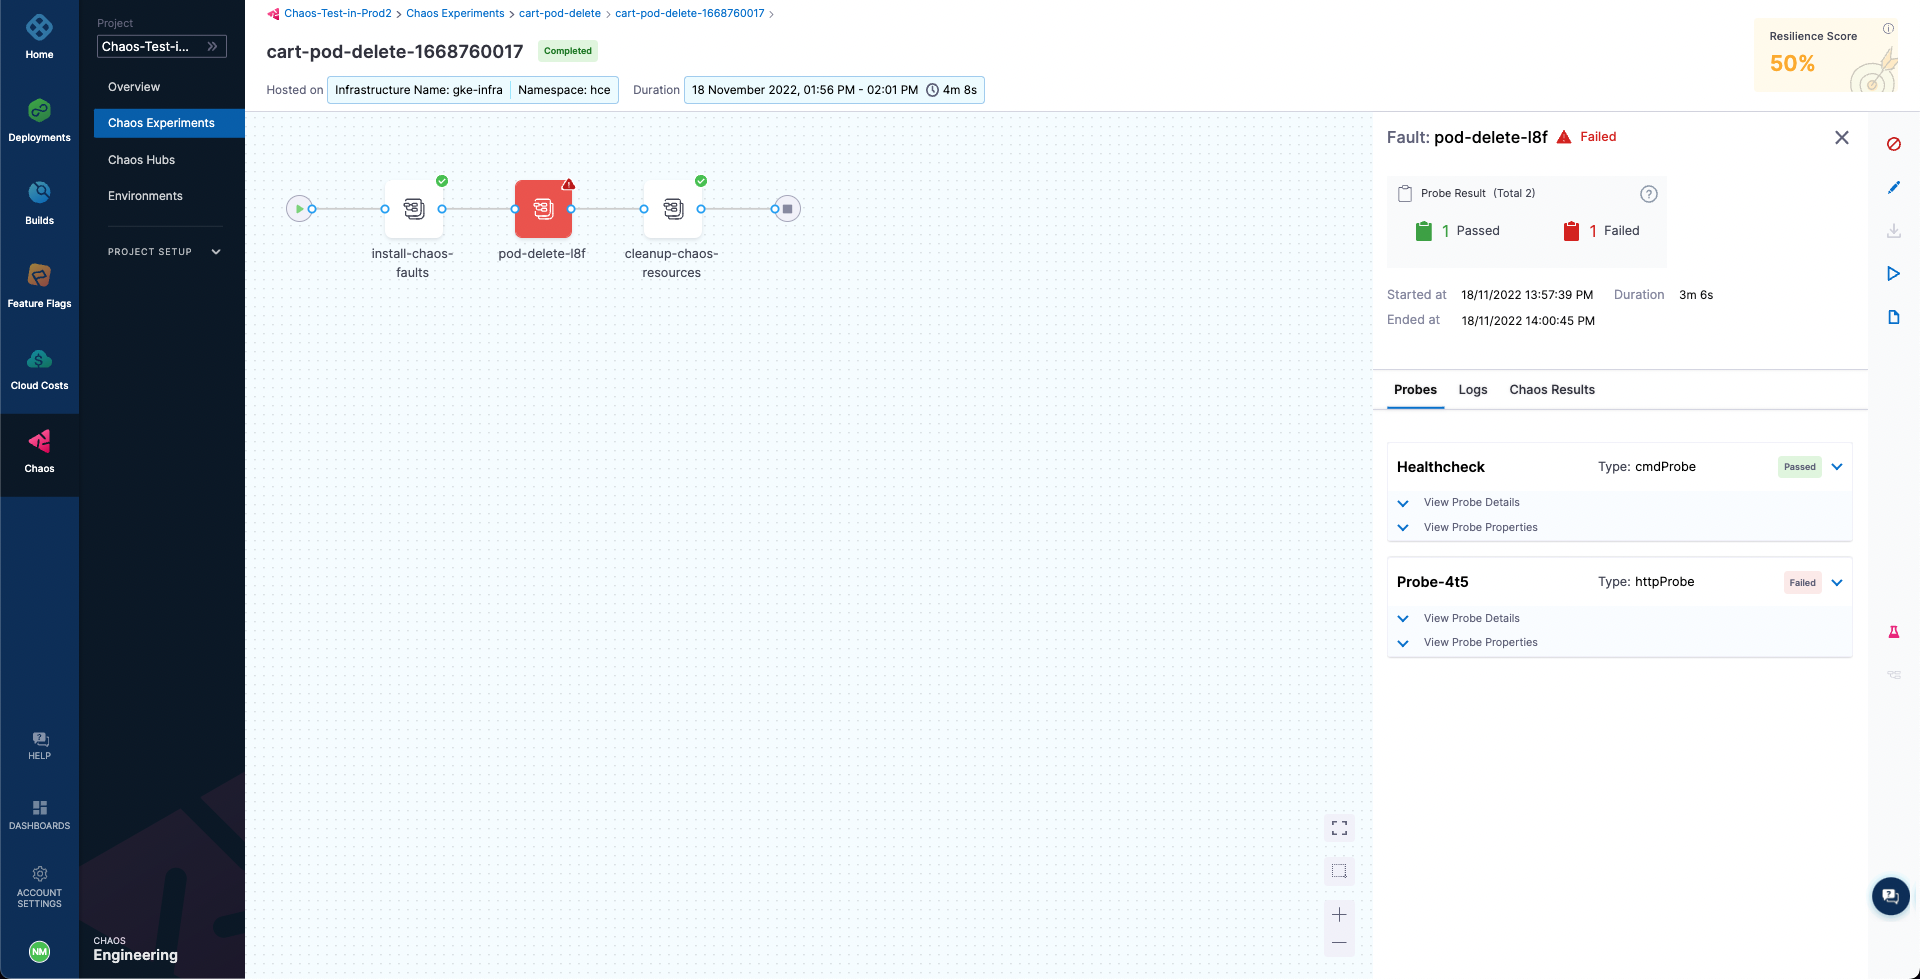 Home
Deployments
Builds
Feature Flags
Cloud Costs
Chaos
HELP
DASHBOARDS
ACCOUNT
SETTINGS
NM
Project
Chaos-Test-i...
Overview
Chaos Experiments
Chaos Hubs
Environments
PROJECT SETUP
CHAOS
Engineering
Chaos-Test-in-Prod2 > Chaos Experiments > cart-pod-delete > cart-pod-delete-1668760017 >
cart-pod-delete-1668760017 Completed
Hosted on Infrastructure Name: gke-infra Namespace: hce Duration 18 November 2022, 01:56 PM - 02:01 PM 4m 8s
Resilience Score
50%
install-chaos-
faults
pod-delete-l8f
cleanup-chaos-
resources
Fault: pod-delete-l8f Failed
Probe Result (Total 2)
1 Passed 1 Failed
Started at 18/11/2022 13:57:39 PM Duration 3m 6s
Ended at 18/11/2022 14:00:45 PM
Probes Logs Chaos Results
Healthcheck Type: cmdProbe Passed
View Probe Details
View Probe Properties
Probe-4t5 Type: httpProbe Failed
View Probe Details
View Probe Properties